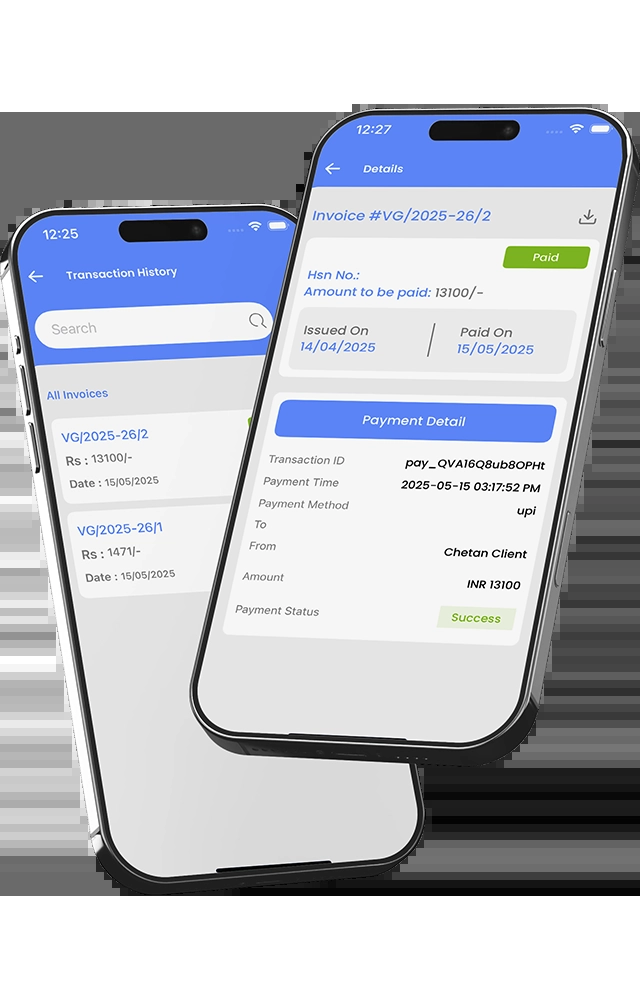 12:25
Transaction History
Search
All Invoices
VG/2025-26/2
Rs : 13100/-
Date : 15/05/2025
VG/2025-26/1
Rs : 1471/-
Date : 15/05/2025
12:27
Details
Invoice #VG/2025-26/2
Paid
Hsn No.:
Amount to be paid: 13100/-
Issued On
14/04/2025
Paid On
15/05/2025
Payment Detail
Transaction ID pay_QVA16Q8ub8OPHt
Payment Time 2025-05-15 03:17:52 PM
Payment Method upi
To
From Chetan Client
Amount INR 13100
Payment Status Success